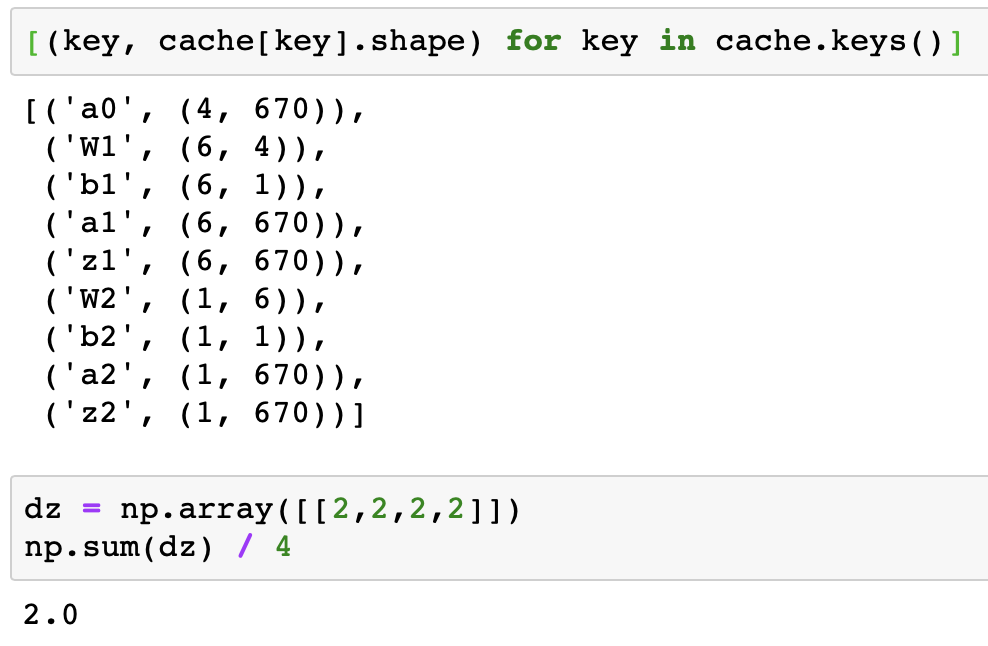 [(key, cache[key].shape) for key in cache.keys()]
[('a0', (4, 670)),
 ('W1', (6, 4)),
 ('b1', (6, 1)),
 ('a1', (6, 670)),
 ('z1', (6, 670)),
 ('W2', (1, 6)),
 ('b2', (1, 1)),
 ('a2', (1, 670)),
 ('z2', (1, 670))]
dz = np.array([[2,2,2,2]])
np.sum(dz) / 4
2.0